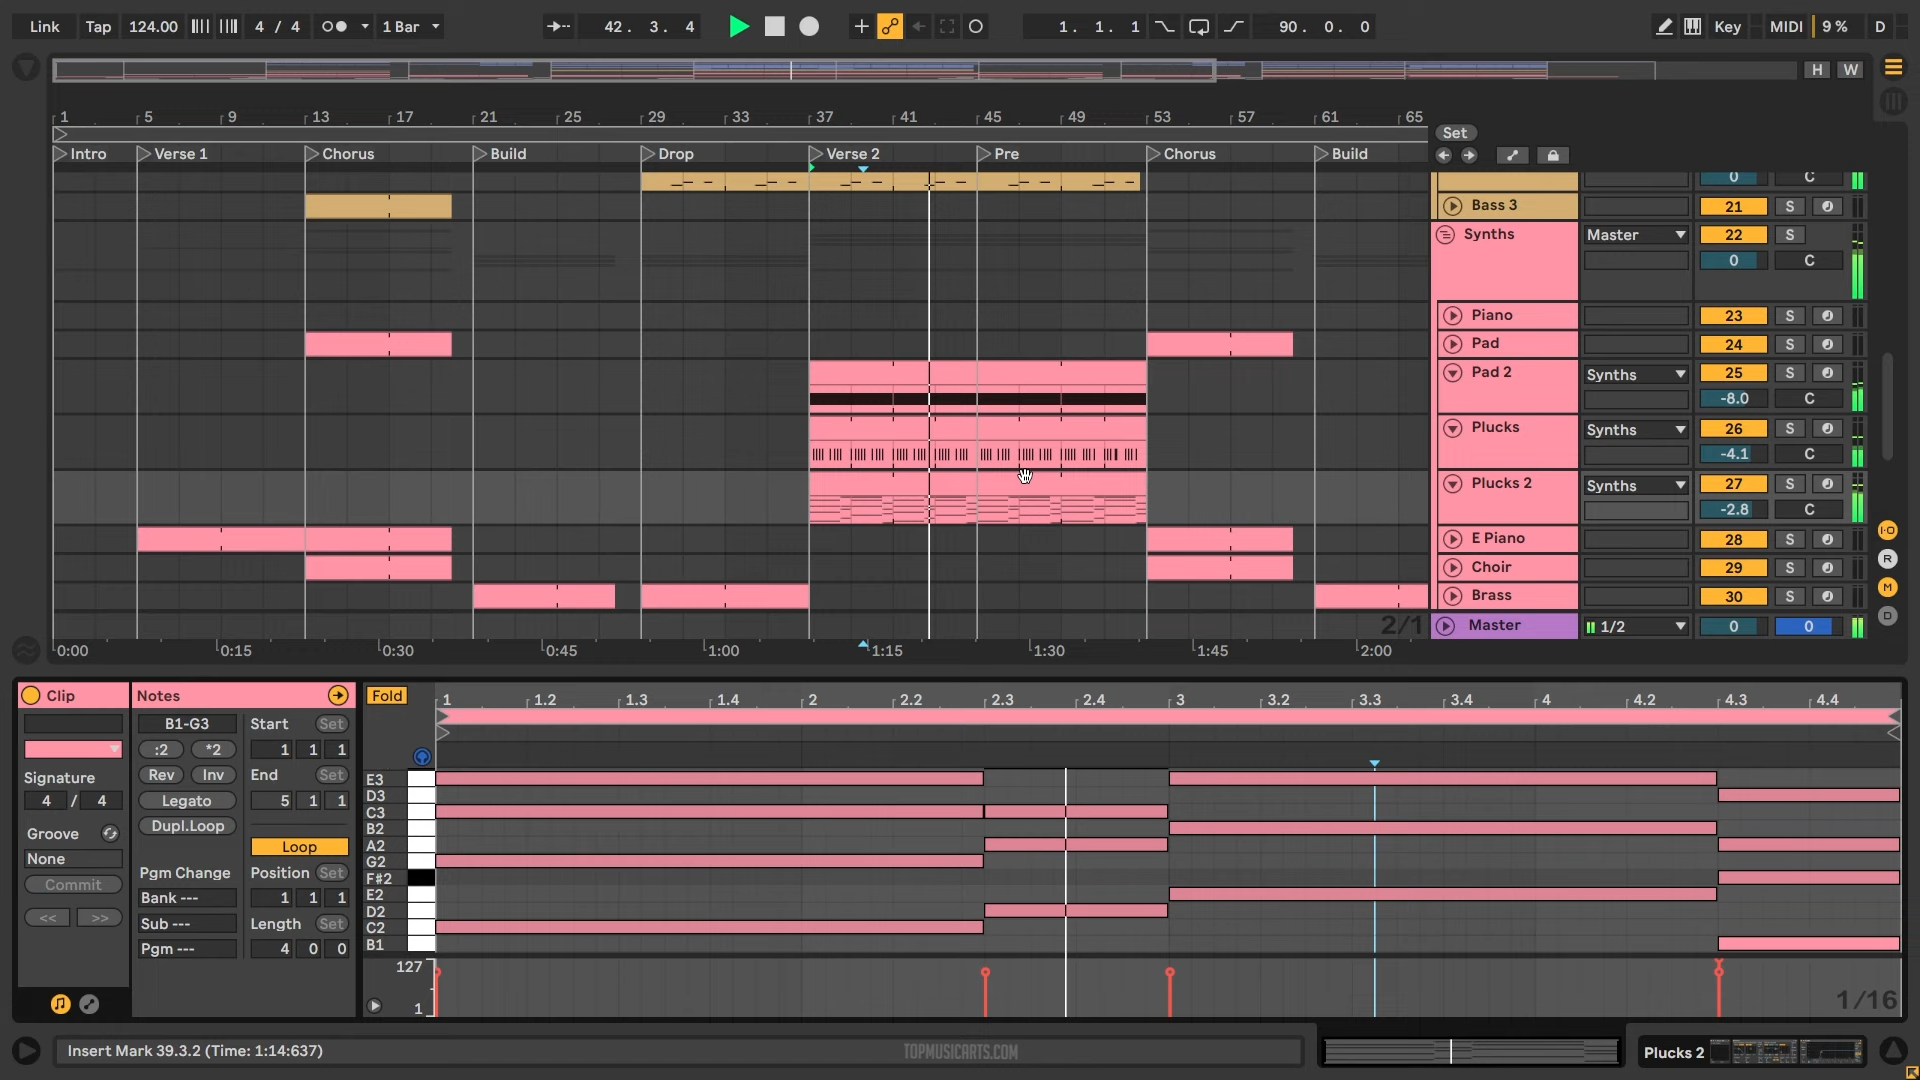 Link Tap 124.00 4 / 4 1 Bar 42. 3. 4 1. 1. 1 90. 0. 0 Key MIDI 9 % D
H W
1 5 9 13 17 21 25 29 33 37 41 45 49 53 57 61 65
Set
Intro Verse 1 Chorus Build Drop Verse 2 Pre Chorus Build
0 C
Bass 3 21 S
Synths Master 22 S
0 C
Piano 23 S
Pad 24 S
Pad 2 Synths 25 S
-8.0 C
Plucks Synths 26 S
-4.1 C
Plucks 2 Synths 27 S
-2.8 C
E Piano 28 S
I·O
Choir 29 S
R
M
Brass 30 S
D
2/1 Master 1/2 0 0
0:00 0:15 0:30 0:45 1:00 1:15 1:30 1:45 2:00
Clip Notes Fold 1 1.2 1.3 1.4 2 2.2 2.3 2.4 3 3.2 3.3 3.4 4 4.2 4.3 4.4
B1-G3 Start Set
:2 *2 1 1 1
Signature Rev Inv End Set
4 / 4 Legato 5 1 1
Groove Dupl.Loop
None Loop
Commit Pgm Change Position Set
Bank --- 1 1 1
<< >> Sub --- Length Set
Pgm --- 4 0 0
E3
D3
C3
B2
A2
G2
F#2
E2
D2
C2
B1
127
1 1/16
Insert Mark 39.3.2 (Time: 1:14:637) TOPMUSICARTS.COM Plucks 2